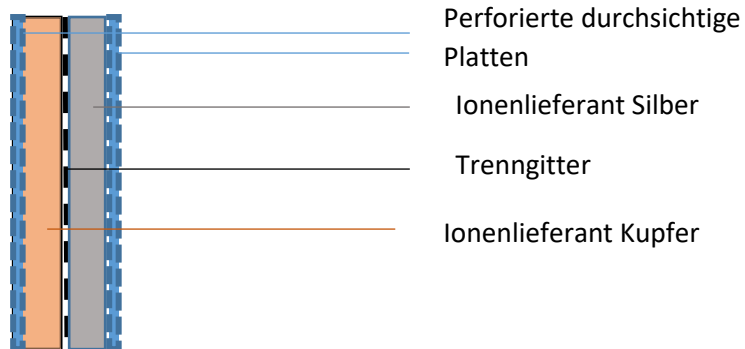 Perforierte durchsichtige
Platten
Ionenlieferant Silber
Trenngitter
Ionenlieferant Kupfer